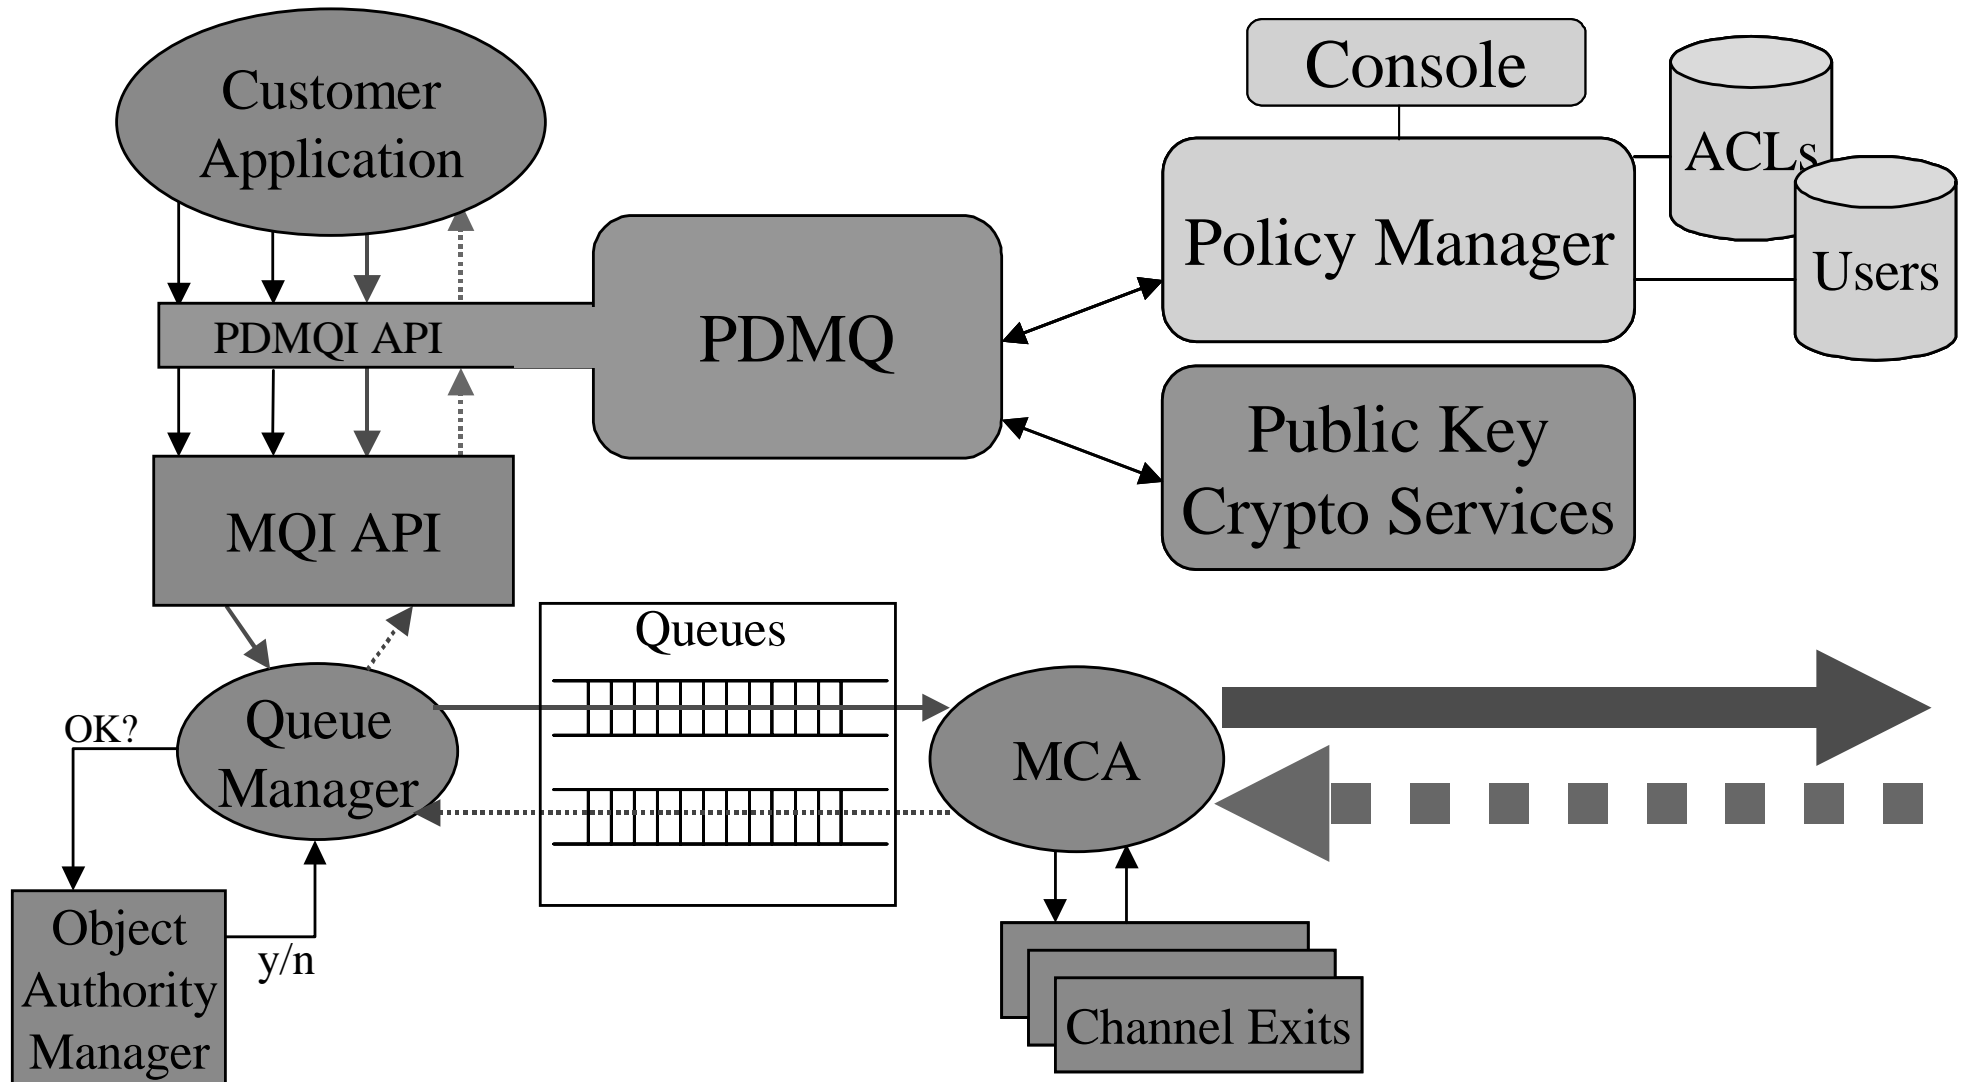 Customer
Application
Console
ACLs
Policy Manager
Users
PDMQI API
PDMQ
Public Key
Crypto Services
MQI API
Queues
Queue
Manager
OK?
MCA
Object
Authority
Manager
y/n
Channel Exits